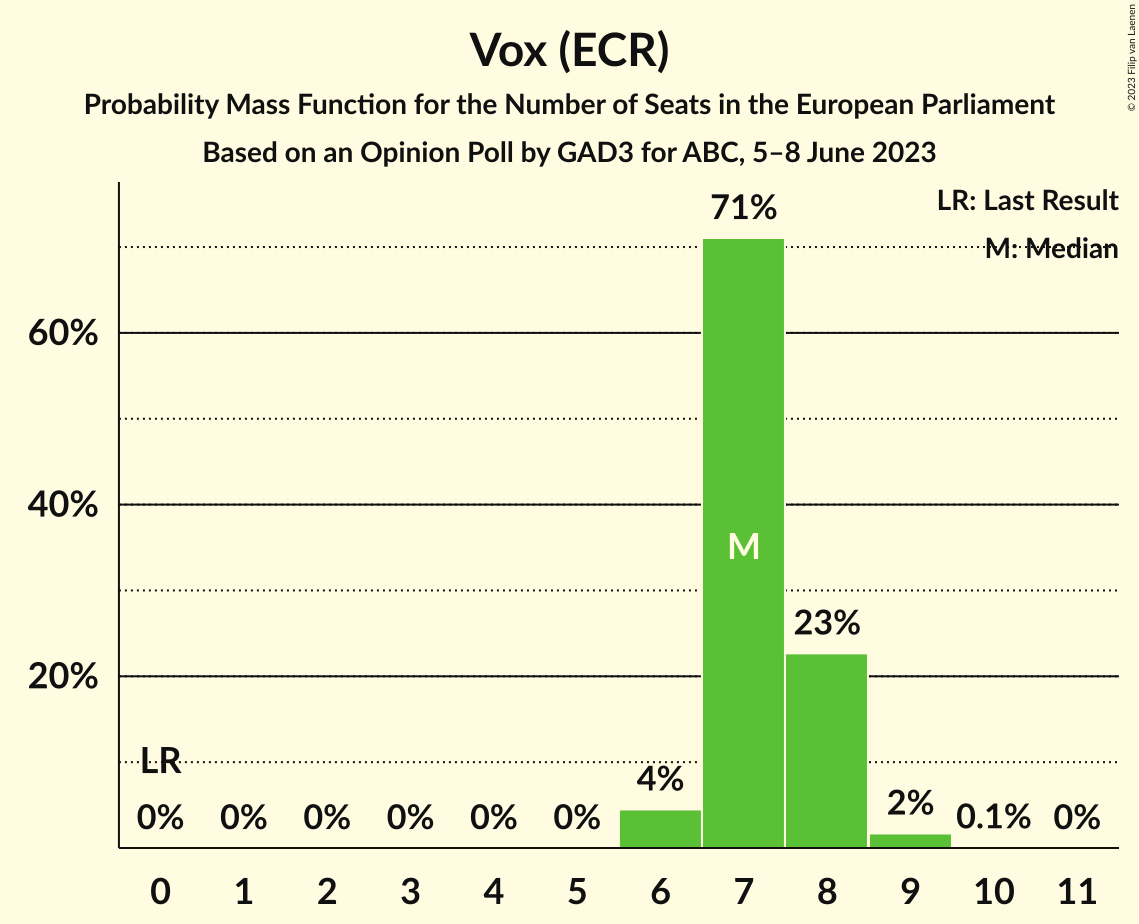 © 2023 Filip van Laenen
Vox (ECR)
Probability Mass Function for the Number of Seats in the European Parliament
Based on an Opinion Poll by GAD3 for ABC, 5–8 June 2023
LR: Last Result
M: Median
71%
60%
40%
M
23%
20%
LR
4%
2%
0% 0% 0% 0% 0% 0% 0.1% 0%
0 1 2 3 4 5 6 7 8 9 10 11